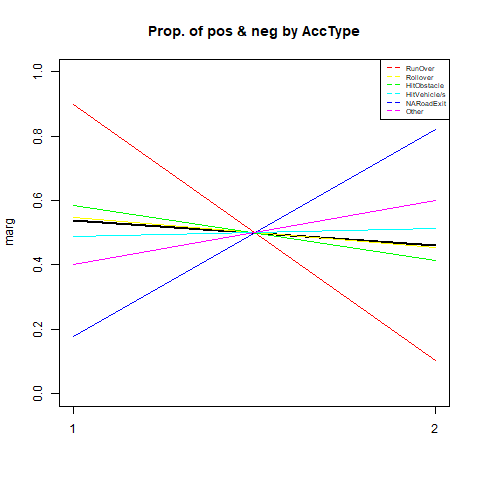 Prop. of pos & neg by AccType
RunOver
Rollover
HitObstacle
HitVehicle/s
NARoadExit
Other
marg
1.0
0.8
0.6
0.4
0.2
0.0
1
2